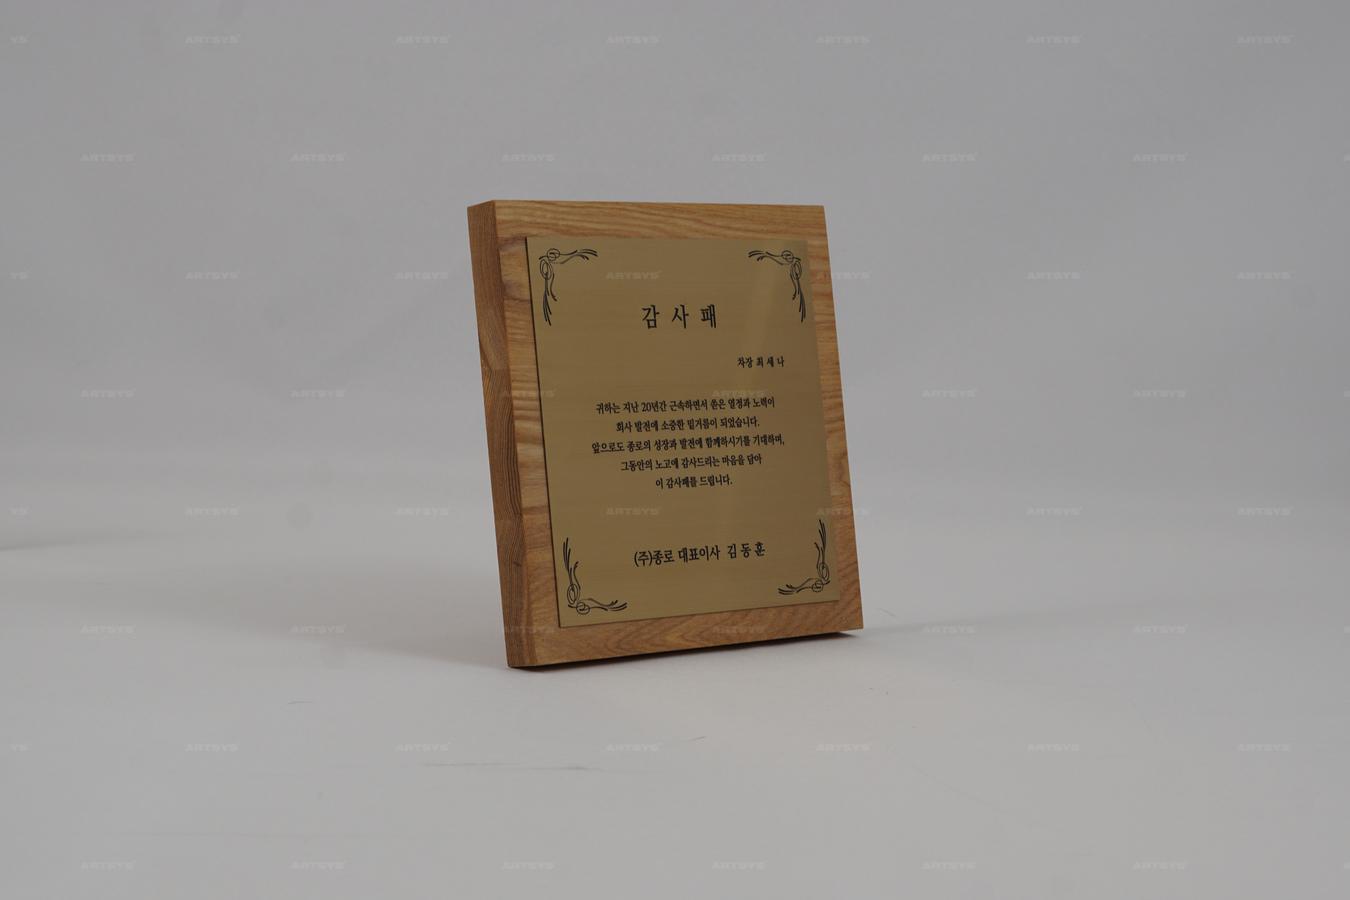 감 사 패
차장 최 세 나
귀하는 지난 20년간 근속하면서 쏟은 열정과 노력이
회사 발전에 소중한 밑거름이 되었습니다.
앞으로도 종로의 성장과 발전에 함께하시기를 기대하며,
그동안의 노고에 감사드리는 마음을 담아
이 감사패를 드립니다.
(주)종로 대표이사 김 동 훈
ARTSYS